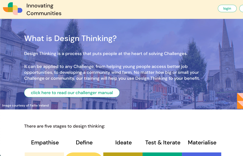 Innovating
Communities
login
What is Design Thinking?
Design Thinking is a process that puts people at the heart of solving Challenges.
It can be applied to any Challenge, from helping young people access better job
opportunities, to developing a community wind farm. No matter how big or small your
Challenge or community, our training will help you use Design Thinking to your benefit.
click here to read our challenger manual
There are five stages to design thinking:
Empathise Define Ideate Test & Iterate Materialise